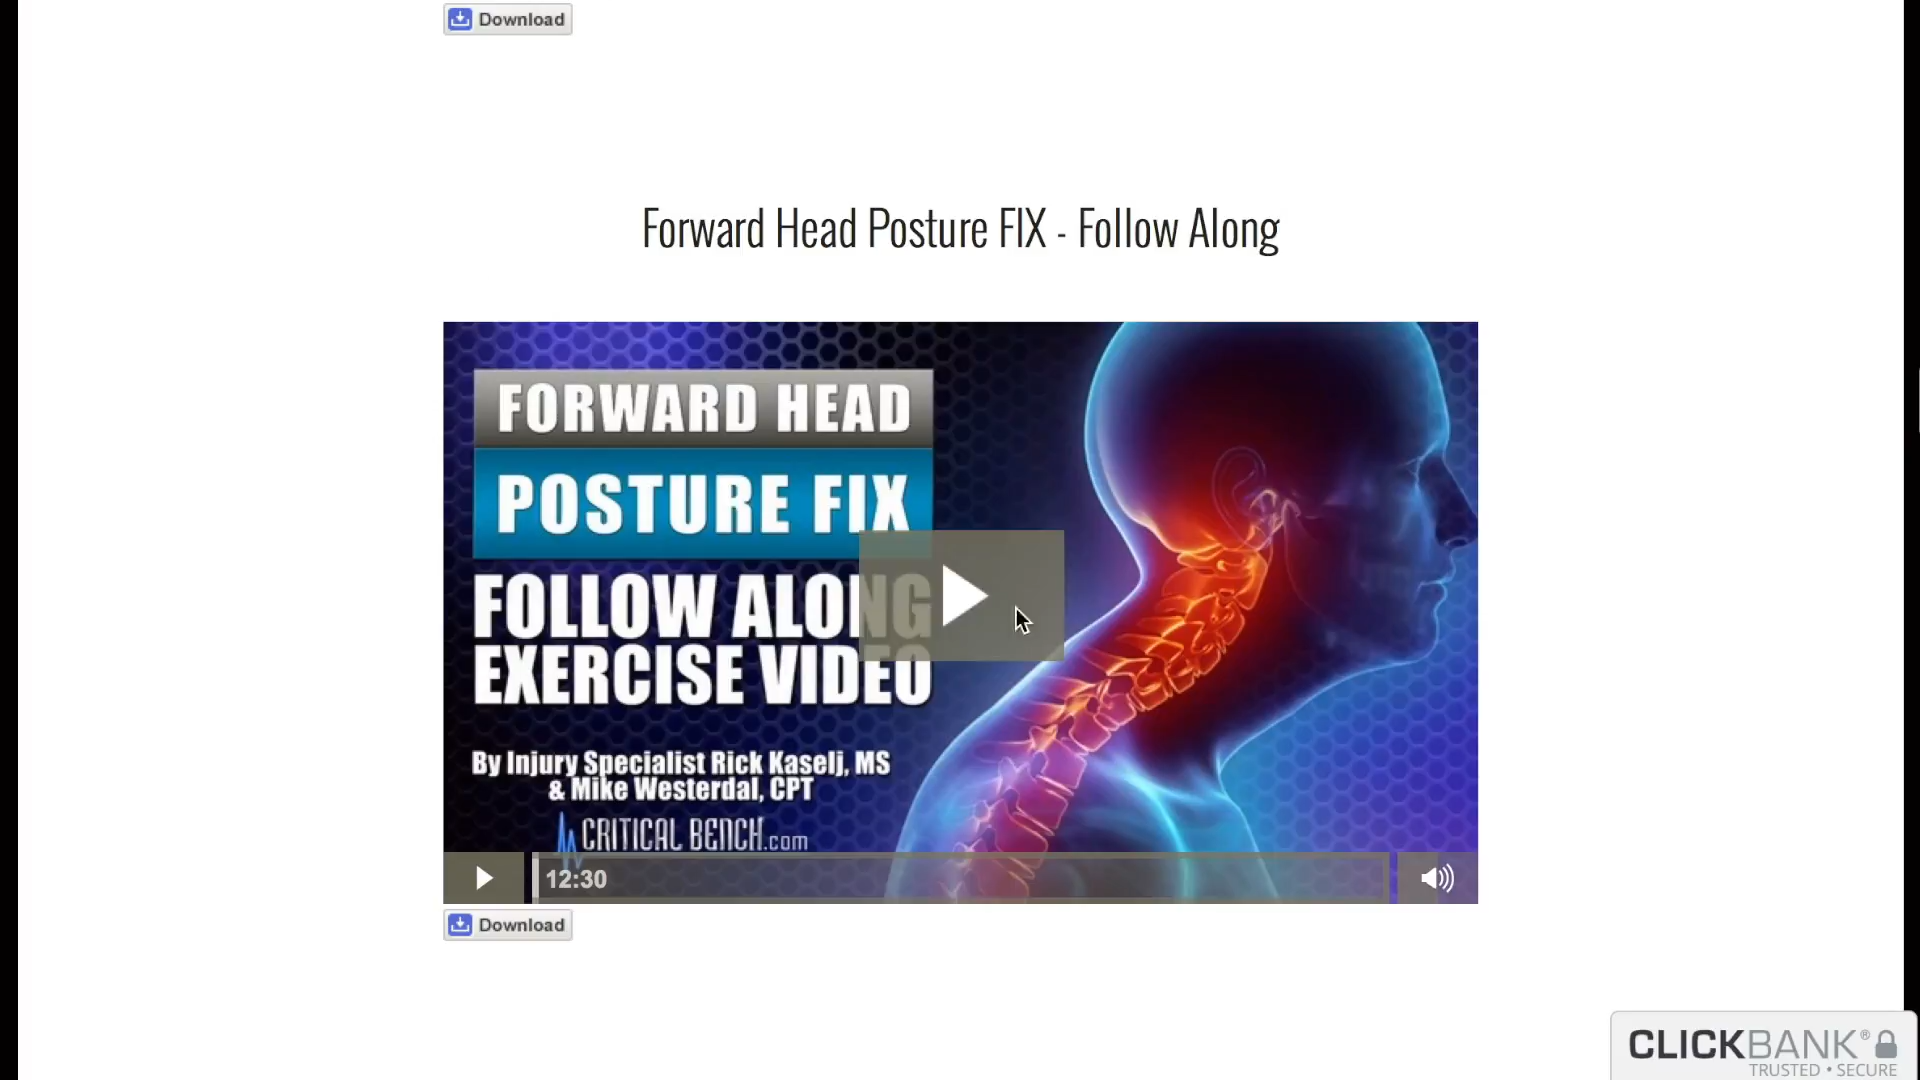 Download
Forward Head Posture FIX - Follow Along
FORWARD HEAD
POSTURE FIX
FOLLOW ALONG
EXERCISE VIDEO
By Injury Specialist Rick Kaselj, MS
& Mike Westerdal, CPT
CRITICAL BENCH.com
12:30
Download
CLICKBANK®
TRUSTED • SECURE